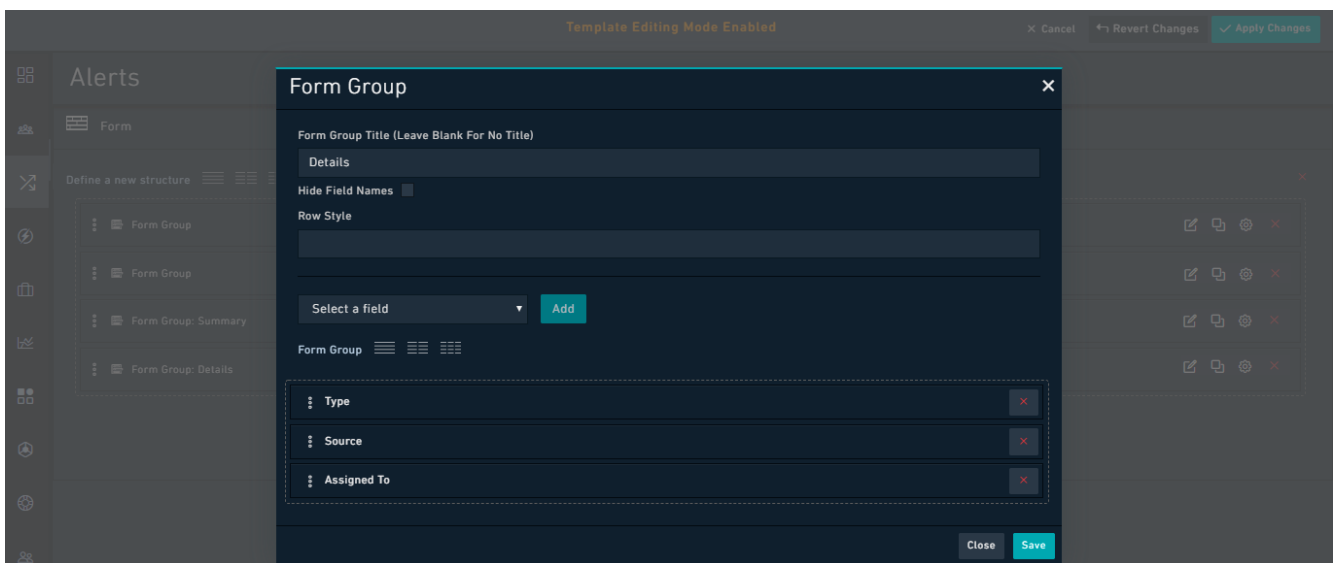 Template Editing Mode Enabled
Cancel
Revert Changes
Apply Changes
Alerts
Form
Define a new structure
Form Group
Form Group
Form Group: Summary
Form Group: Details
Form Group
Form Group Title (Leave Blank For No Title)
Details
Hide Field Names
Row Style
Select a field
Add
Form Group
Type
Source
Assigned To
Close
Save